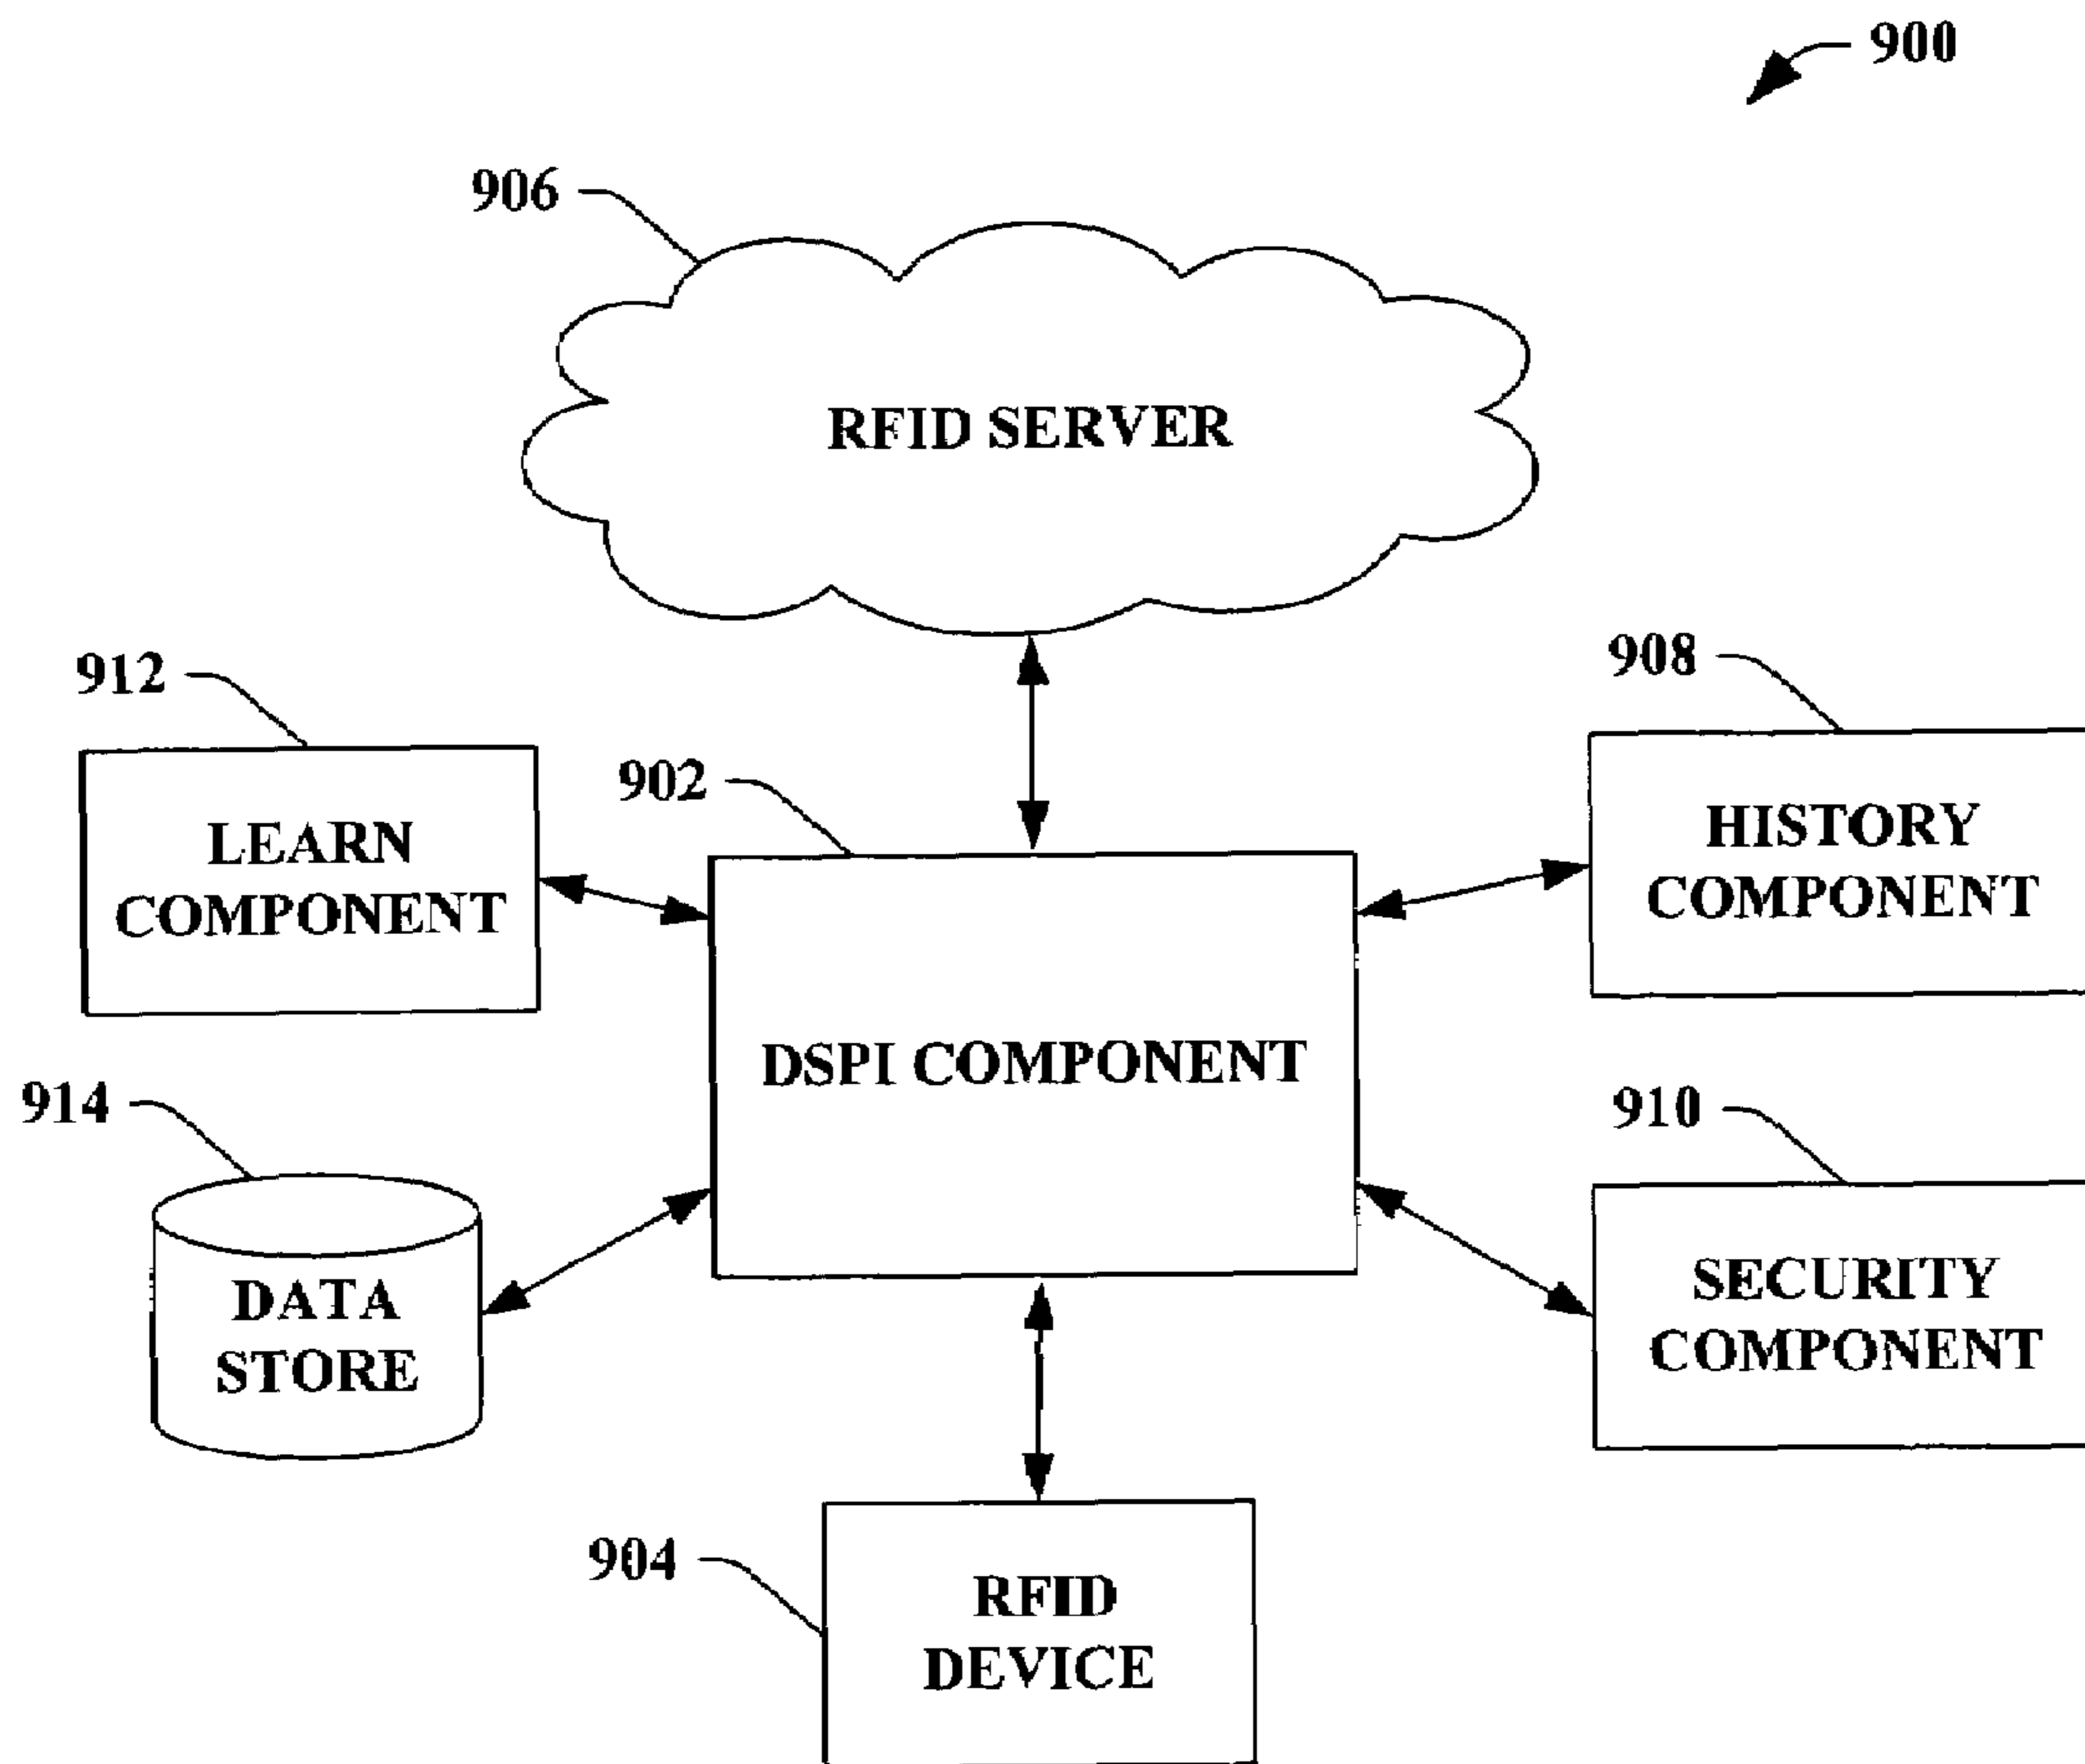 900
906
RFID SERVER
912
908
902
LEARN
COMPONENT
HISTORY
COMPONENT
DSPI COMPONENT
914
910
DATA
STORE
SECURITY
COMPONENT
904
RFID
DEVICE